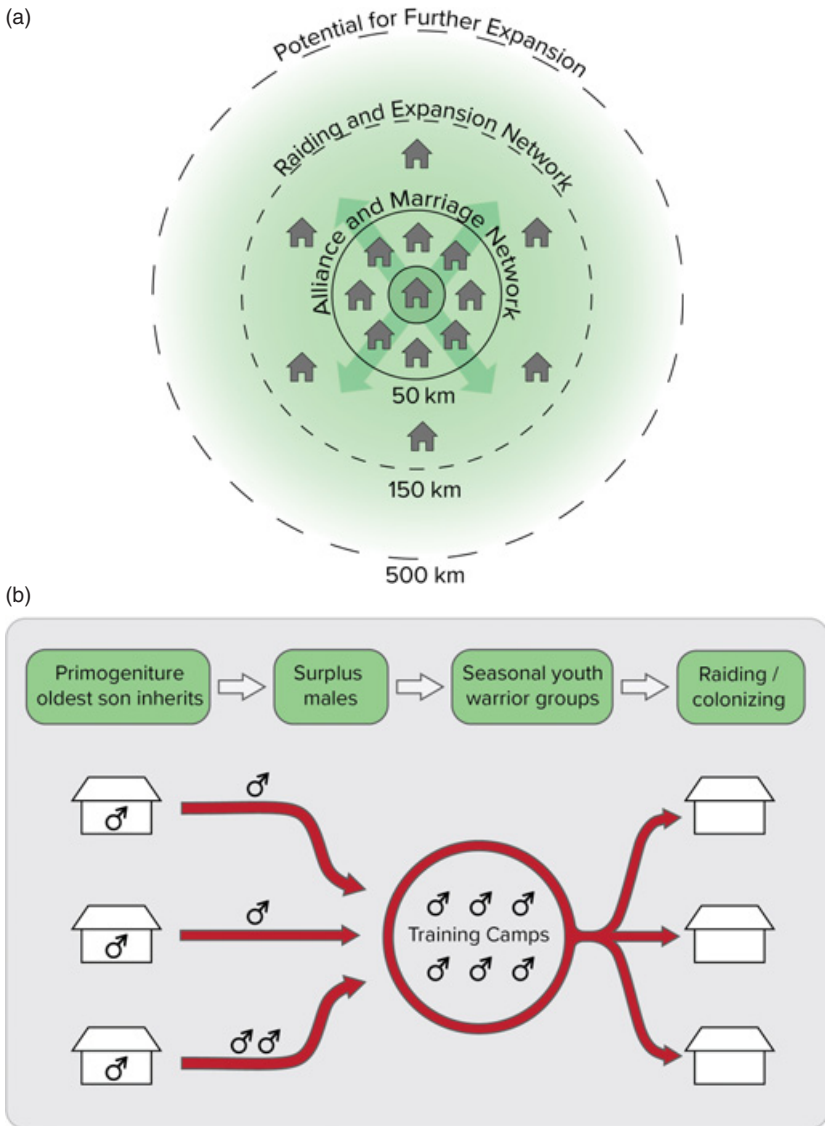 (a)
Potential for Further Expansion
Raiding and Expansion Network
Alliance and Marriage Network
50 km
150 km
500 km
(b)
Primogeniture
oldest son inherits
Surplus
males
Seasonal youth
warrior groups
Raiding /
colonizing
Training Camps